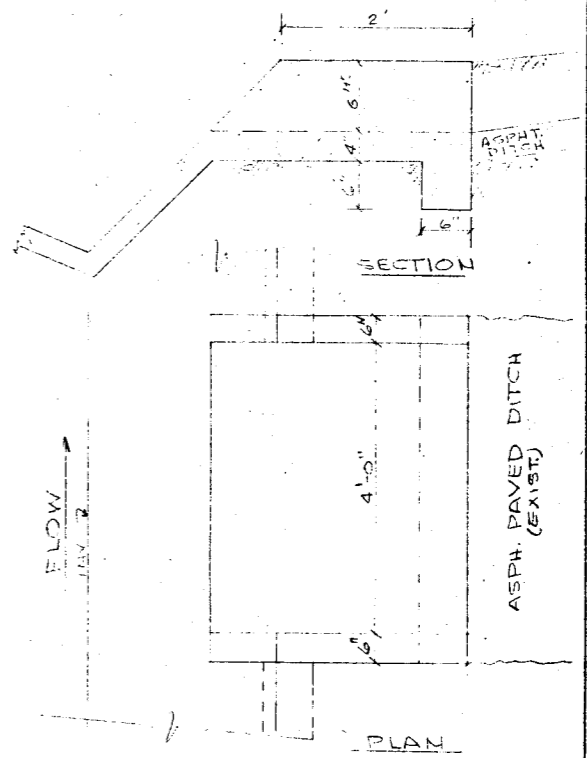 2'
6"
4"
6"
ASPHT.
DITCH
6"
SECTION
FLOW
6"
4'-0"
6"
ASPH. PAVED DITCH
(EXIST.)
PLAN